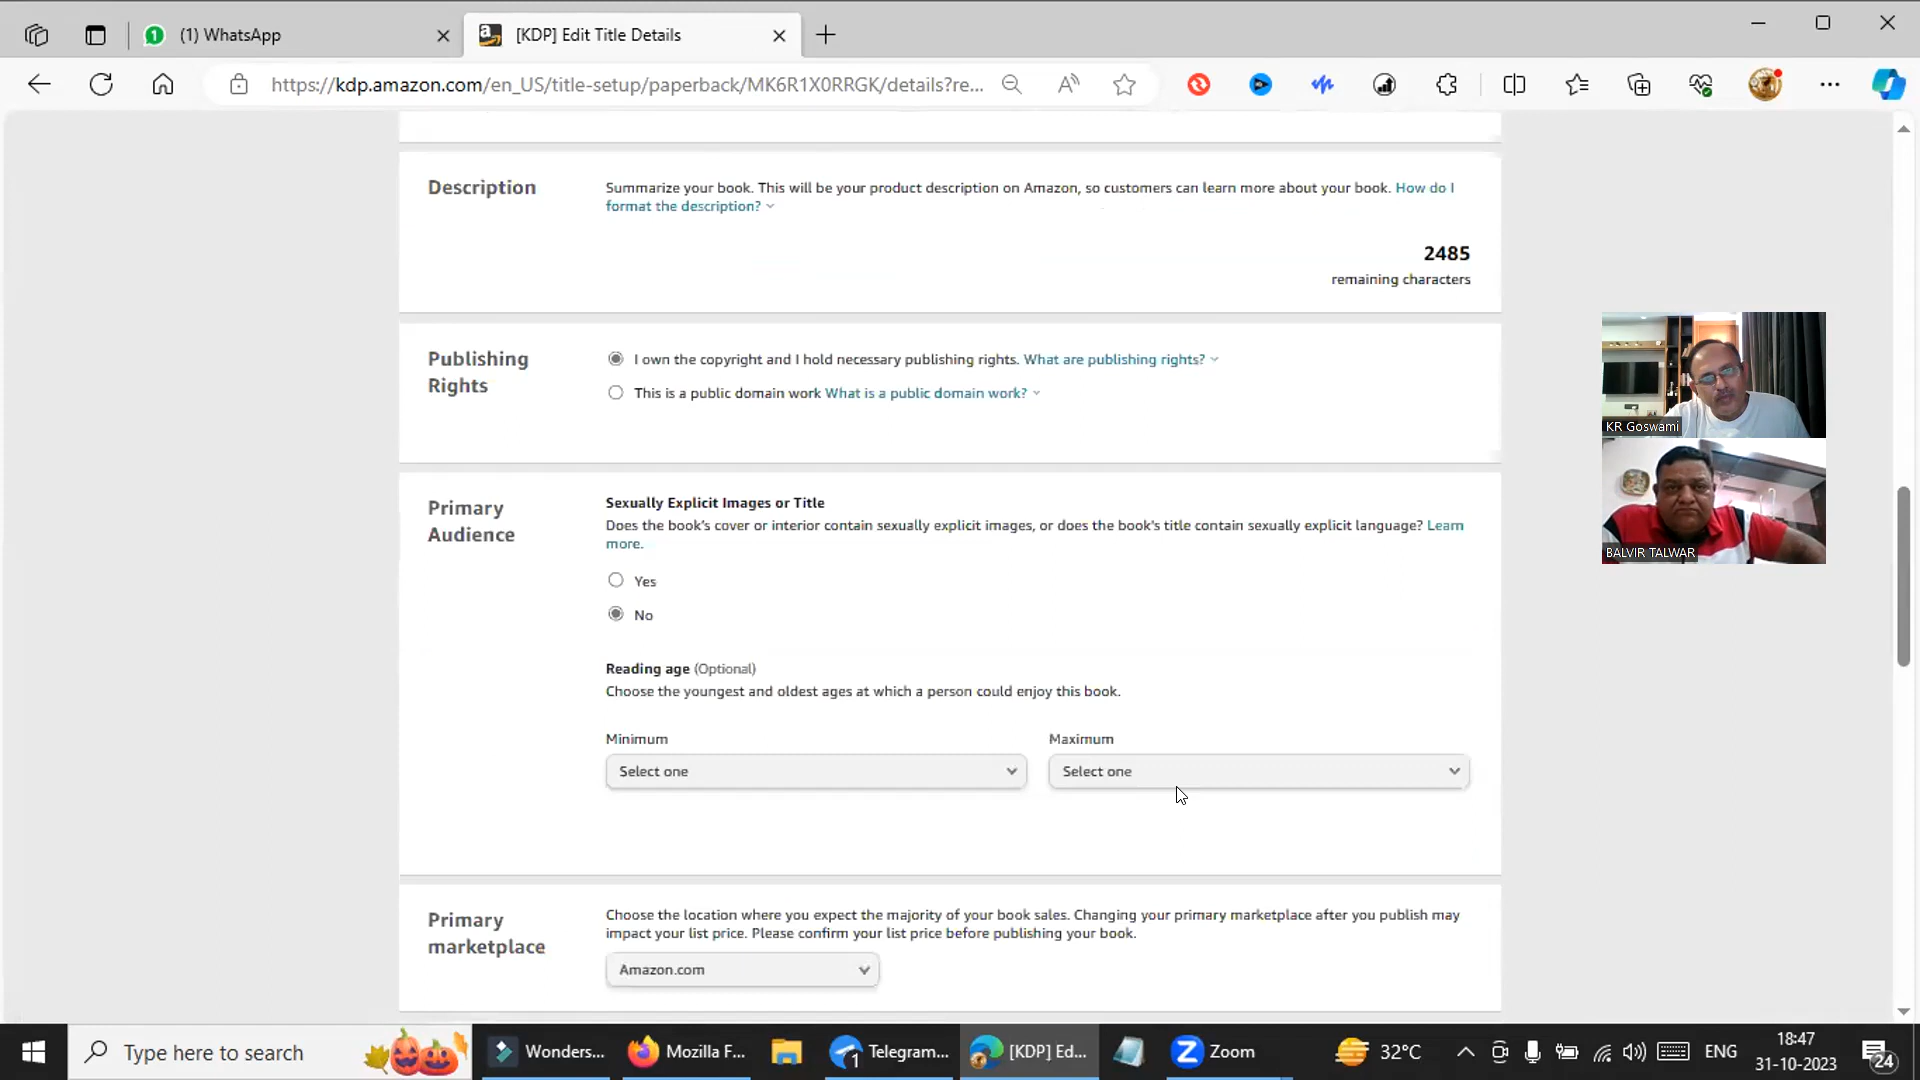 (1) WhatsApp
[KDP] Edit Title Details
https://kdp.amazon.com/en_US/title-setup/paperback/MK6R1X0RRGK/details?re...
Description
Summarize your book. This will be your product description on Amazon, so customers can learn more about your book. How do I
format the description?
2485
remaining characters
Publishing
Rights
I own the copyright and I hold necessary publishing rights. What are publishing rights?
This is a public domain work What is a public domain work?
KR Goswami
BALVIR TALWAR
Primary
Audience
Sexually Explicit Images or Title
Does the book's cover or interior contain sexually explicit images, or does the book's title contain sexually explicit language? Learn
more.
Yes
No
Reading age (Optional)
Choose the youngest and oldest ages at which a person could enjoy this book.
Minimum
Maximum
Select one
Select one
Primary
marketplace
Choose the location where you expect the majority of your book sales. Changing your primary marketplace after you publish may
impact your list price. Please confirm your list price before publishing your book.
Amazon.com
Type here to search
Wonders...
Mozilla F...
1
Telegram...
[KDP] Ed...
Zoom
32°C
ENG
18:47
31-10-2023
24